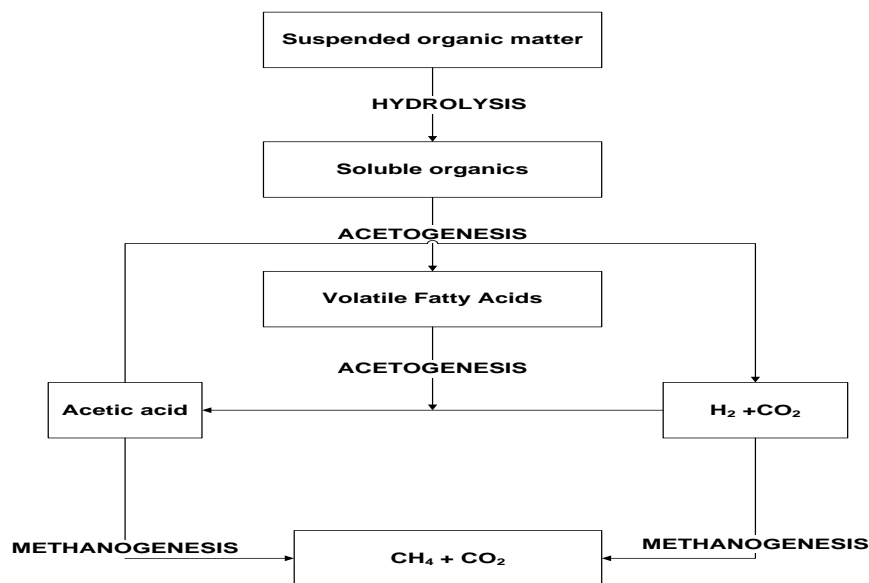 Suspended organic matter
HYDROLYSIS
Soluble organics
ACETOGENESIS
Volatile Fatty Acids
ACETOGENESIS
Acetic acid
H₂ +CO₂
METHANOGENESIS
CH₄ + CO₂
METHANOGENESIS